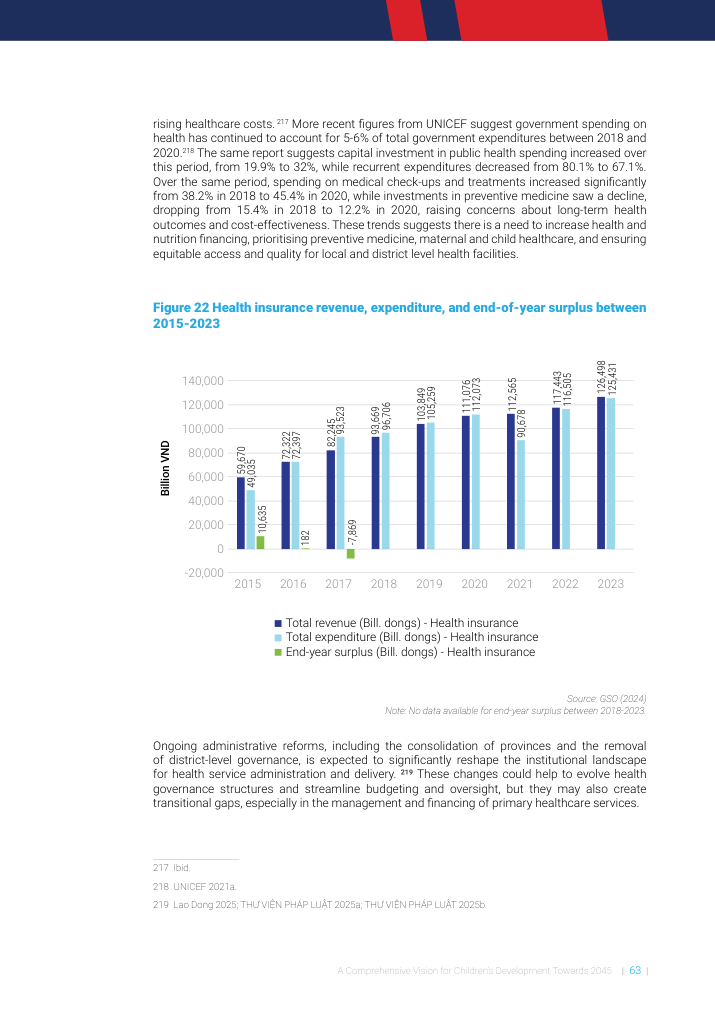 rising healthcare costs. 217 More recent figures from UNICEF suggest government spending on
health has continued to account for 5-6% of total government expenditures between 2018 and
2020.218 The same report suggests capital investment in public health spending increased over
this period, from 19.9% to 32%, while recurrent expenditures decreased from 80.1% to 67.1%.
Over the same period, spending on medical check-ups and treatments increased significantly
from 38.2% in 2018 to 45.4% in 2020, while investments in preventive medicine saw a decline,
dropping from 15.4% in 2018 to 12.2% in 2020, raising concerns about long-term health
outcomes and cost-effectiveness. These trends suggests there is a need to increase health and
nutrition financing, prioritising preventive medicine, maternal and child healthcare, and ensuring
equitable access and quality for local and district level health facilities.
Figure 22 Health insurance revenue, expenditure, and end-of-year surplus between
2015-2023
Billion VND
140,000
120,000
100,000
80,000
60,000
40,000
20,000
0
-20,000
59,670
49,035
10,635
72,322
72,397
182
82,245
93,523
-7,869
93,669
96,706
103,849
105,259
111,076
112,073
112,565
90,678
117,443
116,505
126,498
125,431
2015 2016 2017 2018 2019 2020 2021 2022 2023
Total revenue (Bill. dongs) - Health insurance
Total expenditure (Bill. dongs) - Health insurance
End-year surplus (Bill. dongs) - Health insurance
Source: GSO (2024)
Note: No data available for end-year surplus between 2018-2023.
Ongoing administrative reforms, including the consolidation of provinces and the removal
of district-level governance, is expected to significantly reshape the institutional landscape
for health service administration and delivery. 219 These changes could help to evolve health
governance structures and streamline budgeting and oversight, but they may also create
transitional gaps, especially in the management and financing of primary healthcare services.
217 Ibid.
218 UNICEF 2021a.
219 Lao Dong 2025; THƯ VIỆN PHÁP LUẬT 2025a; THƯ VIỆN PHÁP LUẬT 2025b.
A Comprehensive Vision for Children's Development Towards 2045 | 63 |